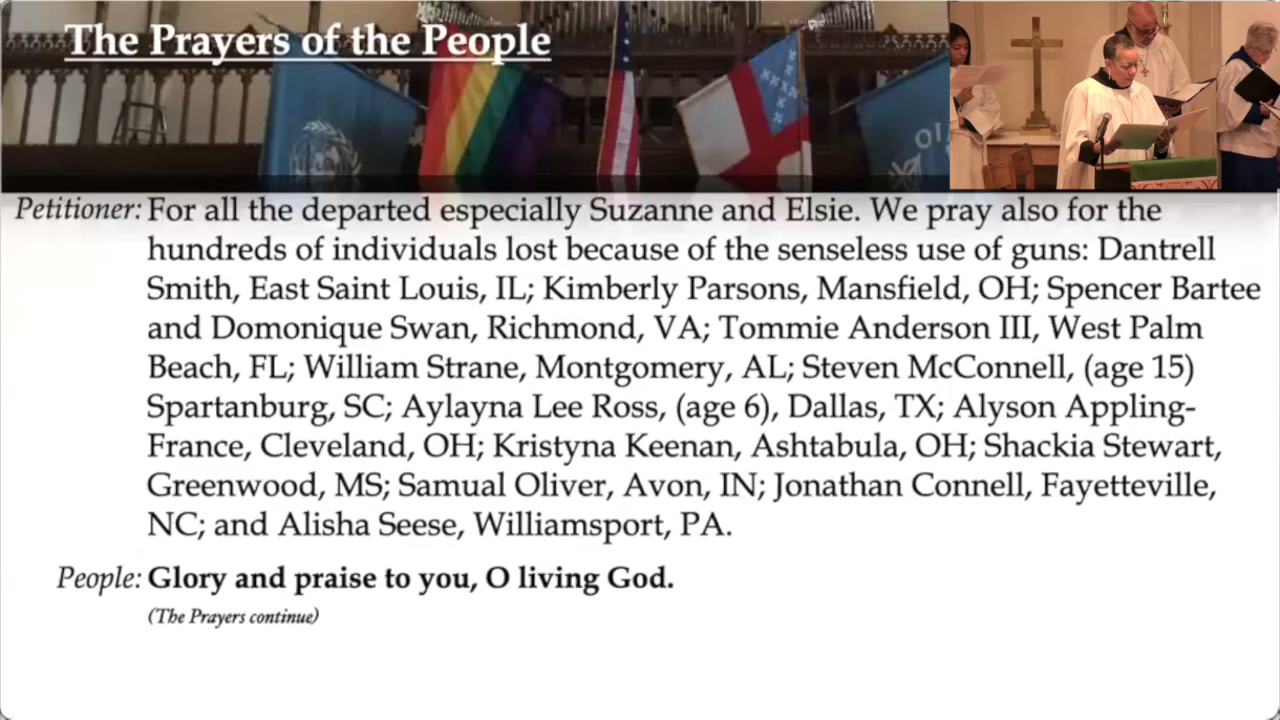 The Prayers of the People
OI
Petitioner: For all the departed especially Suzanne and Elsie. We pray also for the
hundreds of individuals lost because of the senseless use of guns: Dantrell
Smith, East Saint Louis, IL; Kimberly Parsons, Mansfield, OH; Spencer Bartee
and Domonique Swan, Richmond, VA; Tommie Anderson III, West Palm
Beach, FL; William Strane, Montgomery, AL; Steven McConnell, (age 15)
Spartanburg, SC; Aylayna Lee Ross, (age 6), Dallas, TX; Alyson Appling-
France, Cleveland, OH; Kristyna Keenan, Ashtabula, OH; Shackia Stewart,
Greenwood, MS; Samual Oliver, Avon, IN; Jonathan Connell, Fayetteville,
NC; and Alisha Seese, Williamsport, PA.
People: Glory and praise to you, O living God.
(The Prayers continue)